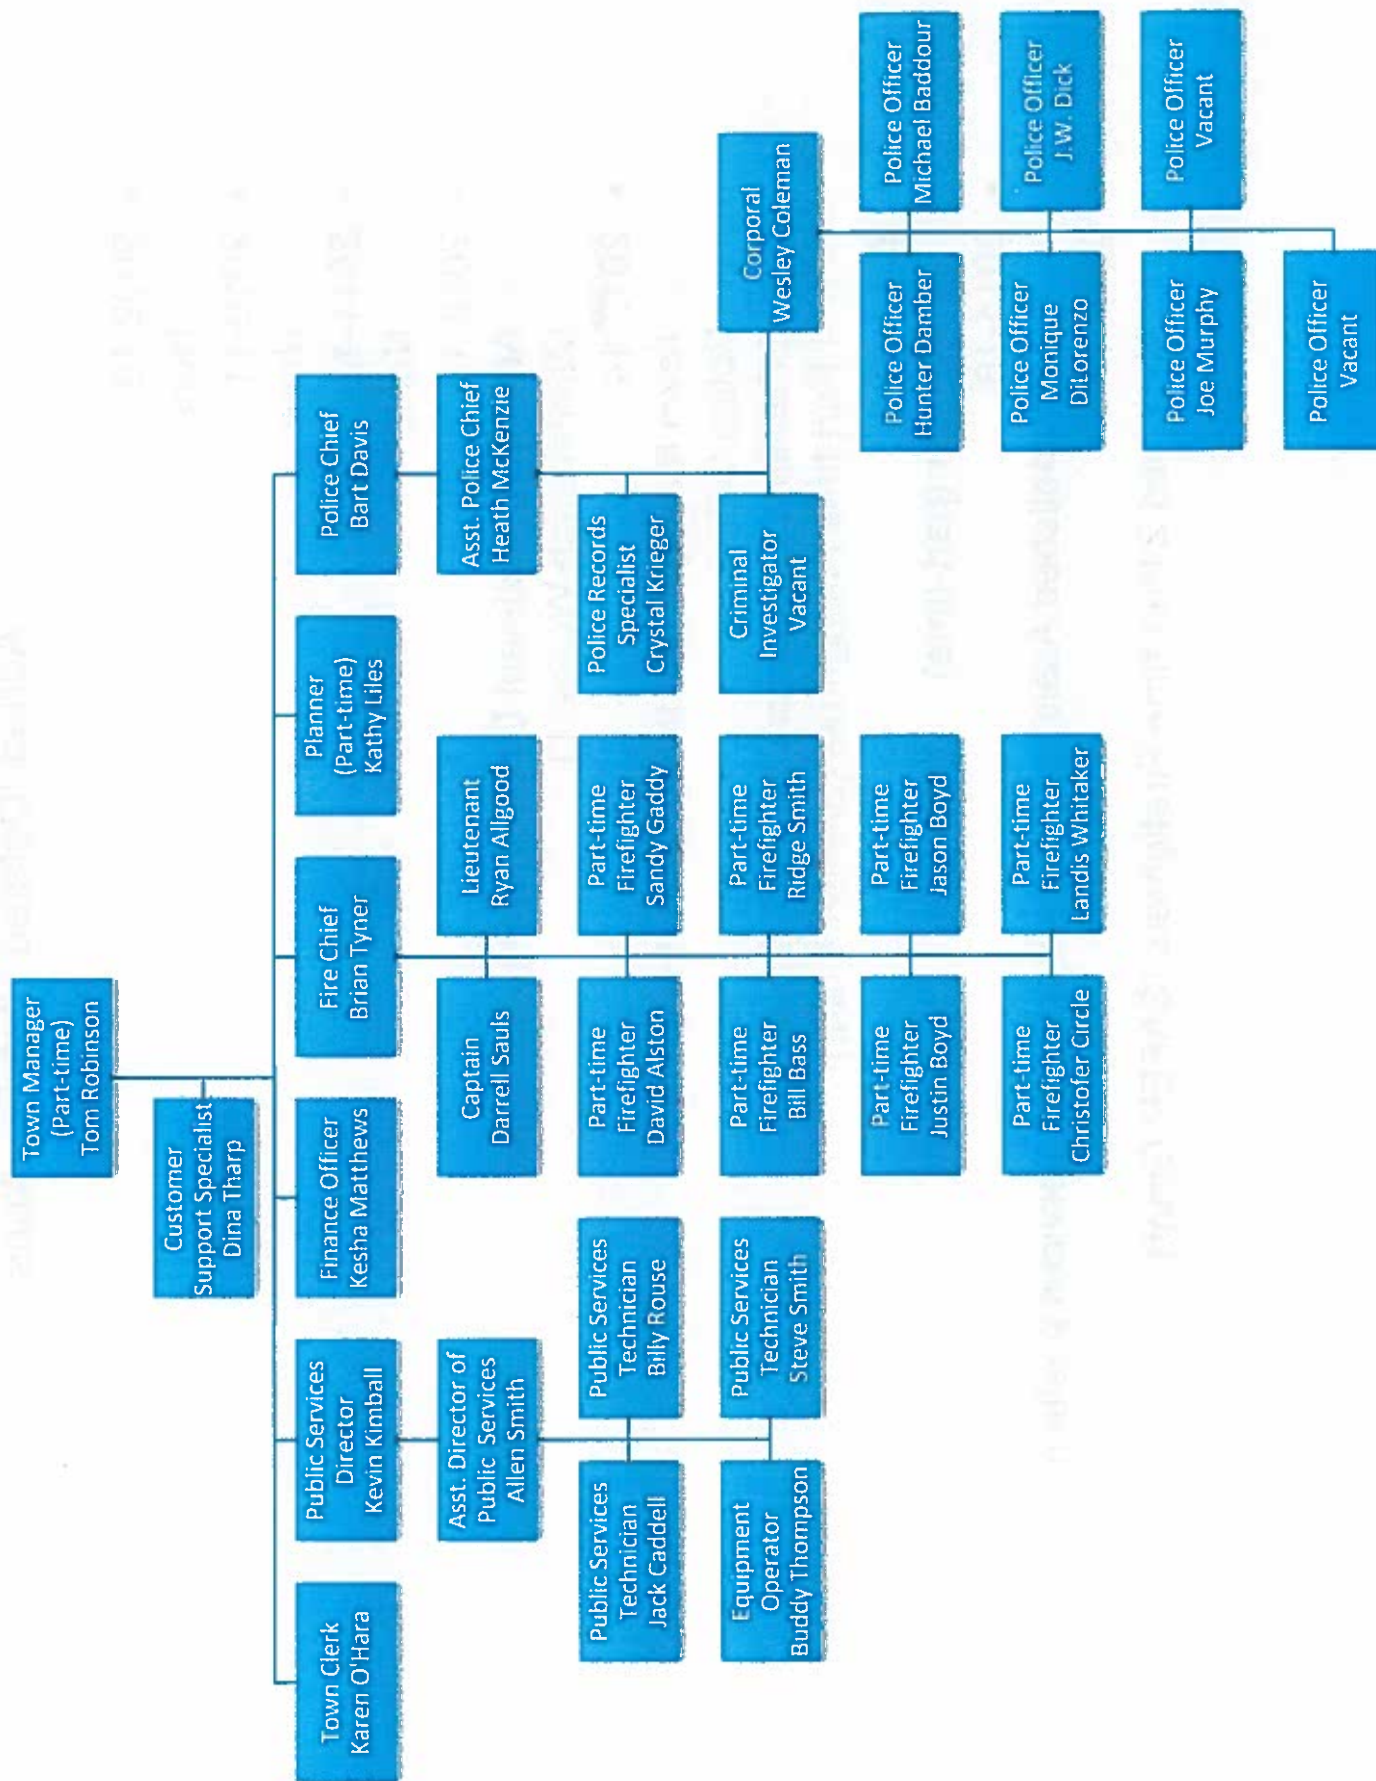 Town Manager
(Part-time)
Tom Robinson
Customer
Support Specialist
Dina Tharp
Town Clerk
Karen O'Hara
Public Services
Director
Kevin Kimball
Finance Officer
Kesha Matthews
Fire Chief
Brian Tyner
Planner
(Part-time)
Kathy Liles
Police Chief
Bart Davis
Asst. Director of
Public Services
Allen Smith
Captain
Darrell Sauls
Lieutenant
Ryan Allgood
Asst. Police Chief
Heath McKenzie
Public Services
Technician
Jack Caddell
Public Services
Technician
Billy Rouse
Part-time
Firefighter
David Alston
Part-time
Firefighter
Sandy Gaddy
Police Records
Specialist
Crystal Krieger
Equipment
Operator
Buddy Thompson
Public Services
Technician
Steve Smith
Part-time
Firefighter
Bill Bass
Part-time
Firefighter
Ridge Smith
Criminal
Investigator
Vacant
Corporal
Wesley Coleman
Part-time
Firefighter
Justin Boyd
Part-time
Firefighter
Jason Boyd
Police Officer
Hunter Damber
Police Officer
Michael Baddour
Part-time
Firefighter
Christofer Circle
Part-time
Firefighter
Landis Whitaker
Police Officer
Monique
DiLorenzo
Police Officer
J.W. Dick
Police Officer
Joe Murphy
Police Officer
Vacant
Police Officer
Vacant